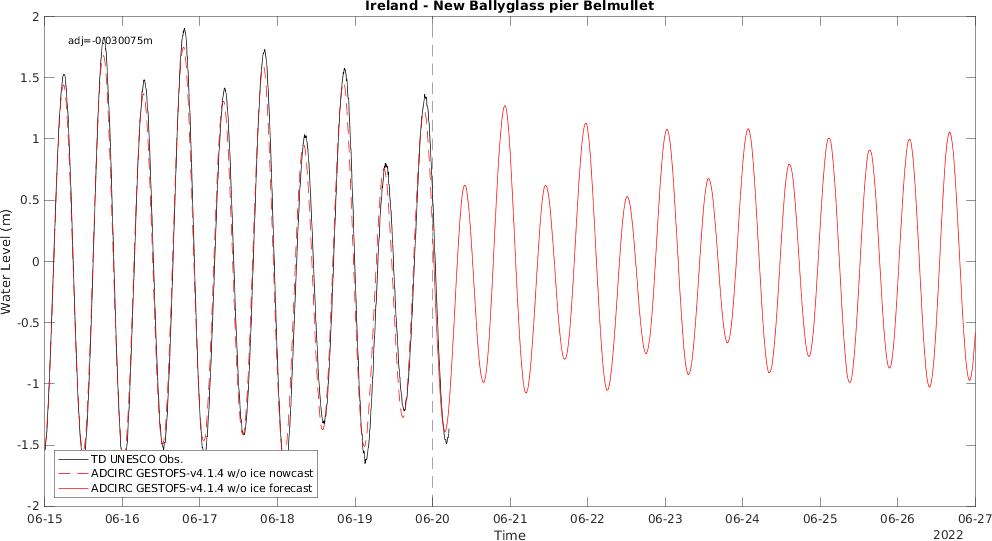 Ireland - New Ballyglass pier Belmullet
adj=-0.030075m
Water Level (m)
2
1.5
1
0.5
0
-0.5
-1
-1.5
-2
TD UNESCO Obs.
ADCIRC GESTOFS-v4.1.4 w/o ice nowcast
ADCIRC GESTOFS-v4.1.4 w/o ice forecast
06-15 06-16 06-17 06-18 06-19 06-20 06-21 06-22 06-23 06-24 06-25 06-26 06-27
Time
2022